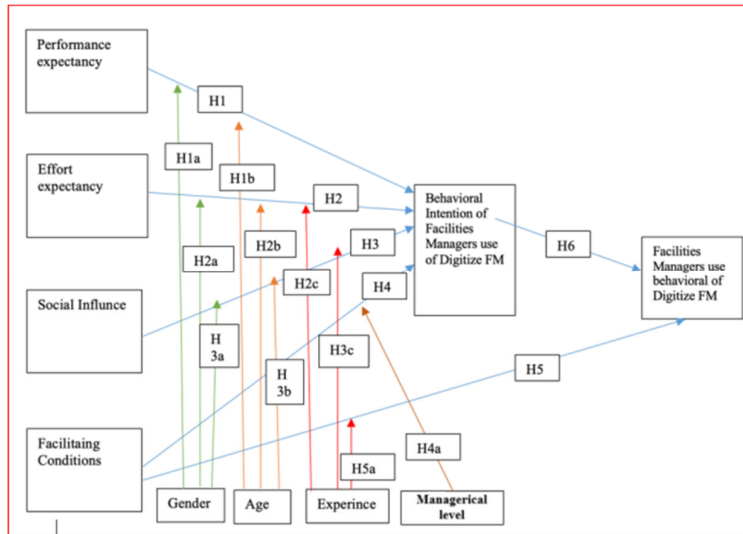 Performance
expectancy
H1
H1a
H1b
Effort
expectancy
H2
Behavioral
Intention of
Facilities
Managers use
of Digitize FM
H6
Facilities
Managers use
behavioral of
Digitize FM
H2a
H2b
H3
H2c
H4
Social Influnce
H
3a
H3c
H
3b
H5
Facilitaing
Conditions
H5a
H4a
Gender
Age
Experince
Managerical
level